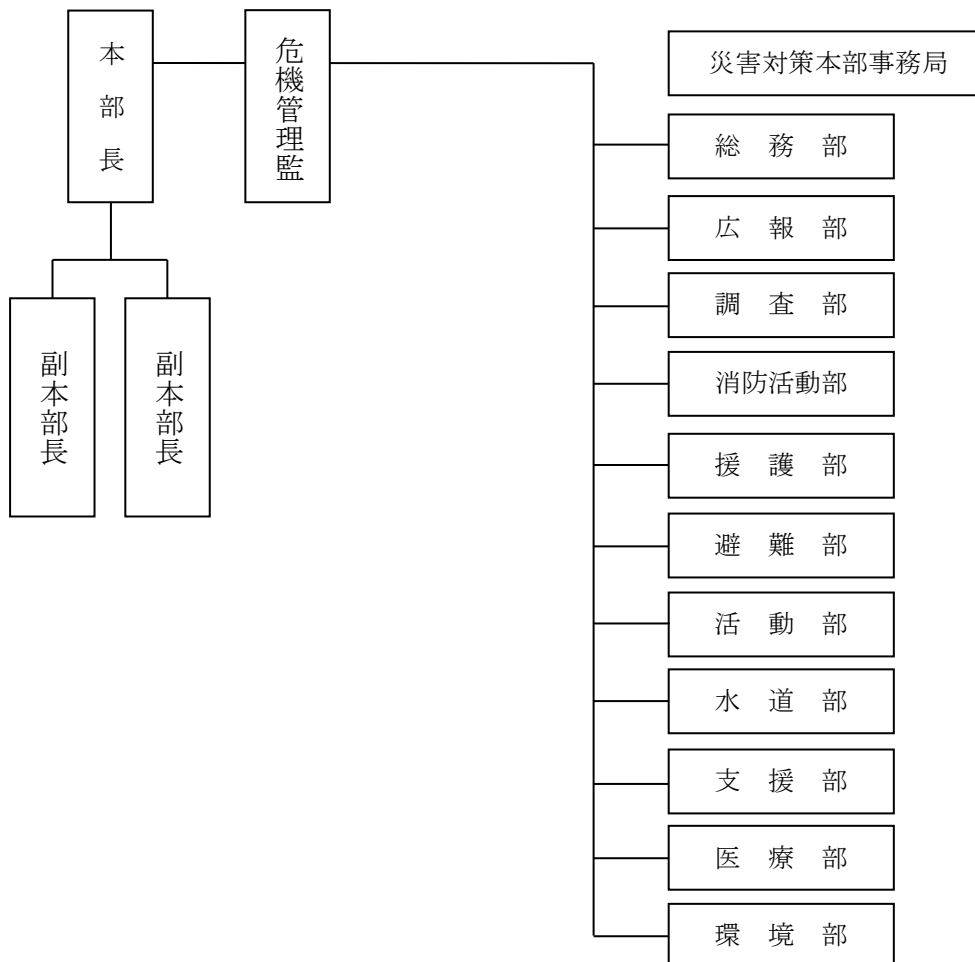 本部長
危機管理監
副本部長
副本部長
災害対策本部事務局
総務部
広報部
調査部
消防活動部
援護部
避難部
活動部
水道部
支援部
医療部
環境部